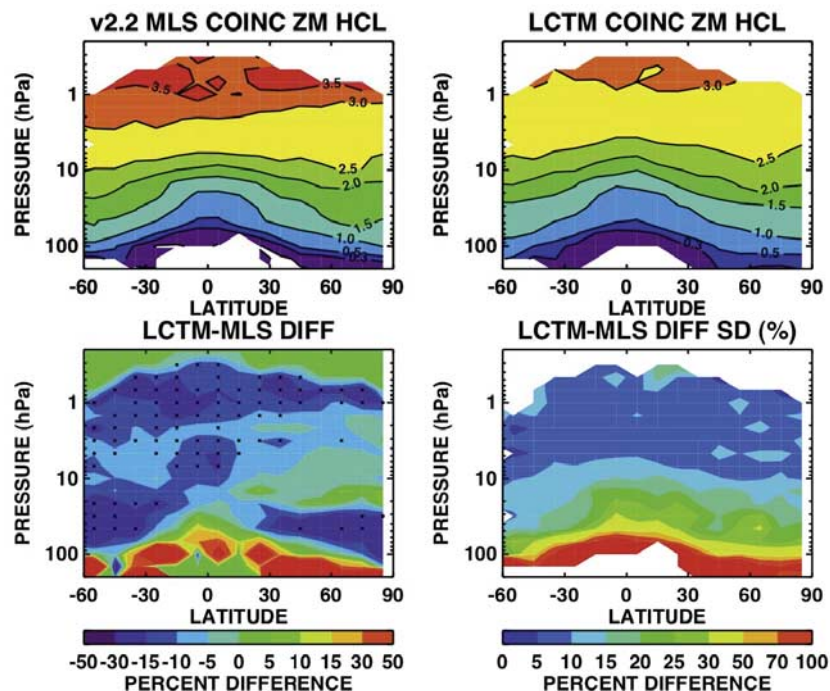 v2.2 MLS COINC ZM HCL
PRESSURE (hPa)
1
10
100
3.5
3.5
3.0
2.5
2.0
1.5
1.0
0.5
0.3
-60 -30 0 30 60 90
LATITUDE
LCTM COINC ZM HCL
PRESSURE (hPa)
1
10
100
3.0
2.5
2.0
1.5
1.0
0.5
0.3
-60 -30 0 30 60 90
LATITUDE
LCTM-MLS DIFF
PRESSURE (hPa)
1
10
100
-60 -30 0 30 60 90
LATITUDE
-50 -30 -15 -10 -5 0 5 10 15 30 50
PERCENT DIFFERENCE
LCTM-MLS DIFF SD (%)
PRESSURE (hPa)
1
10
100
-60 -30 0 30 60 90
LATITUDE
0 5 10 15 20 25 30 50 70 100
PERCENT DIFFERENCE